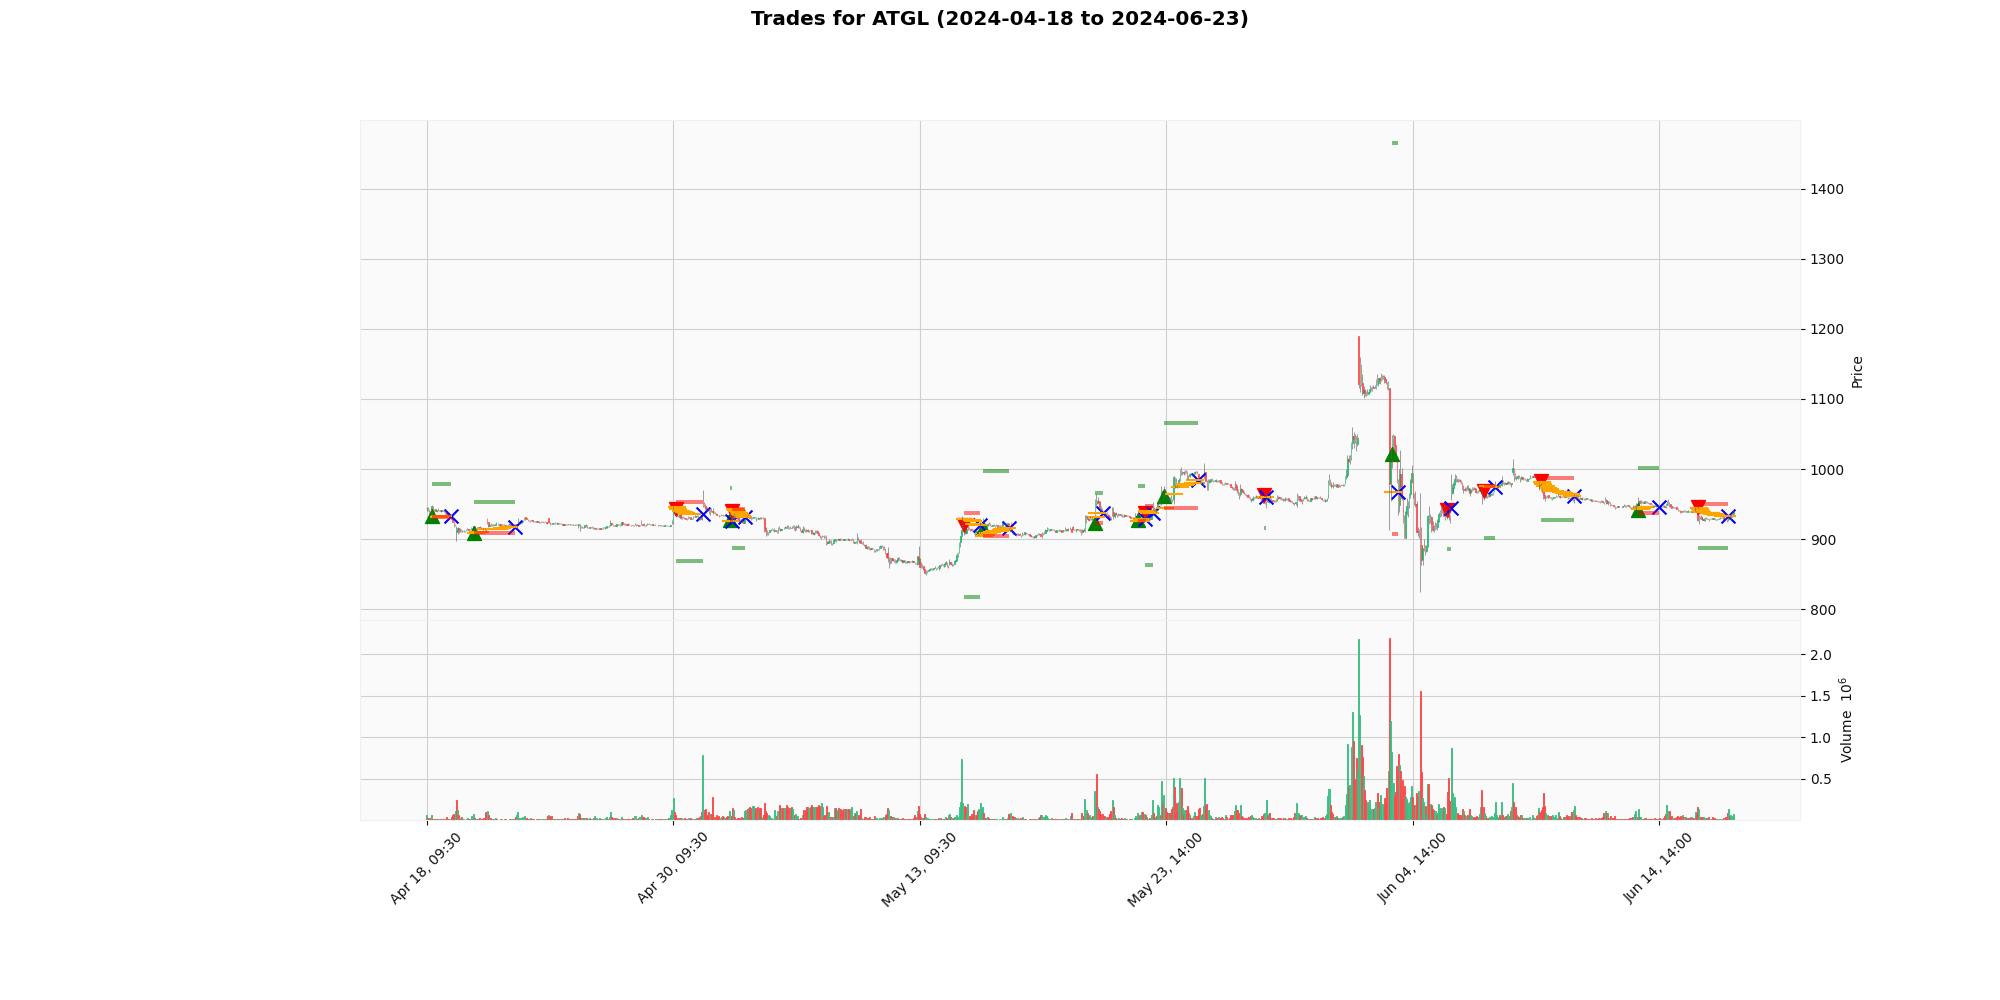 Trades for ATGL (2024-04-18 to 2024-06-23)
1400
1300
1200
1100
1000
900
800
Price
2.0
1.5
1.0
0.5
Volume 10^6
Apr 18, 09:30
Apr 30, 09:30
May 13, 09:30
May 23, 14:00
Jun 04, 14:00
Jun 14, 14:00